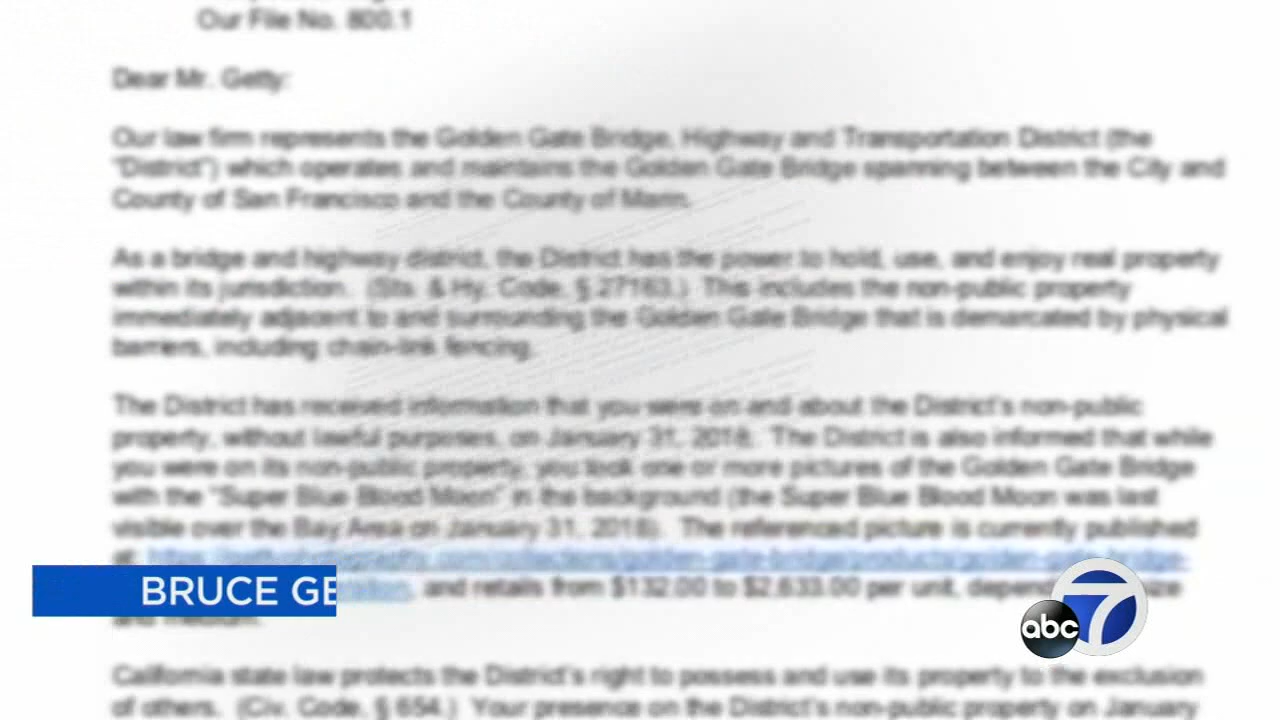 Our File No. 800.1
Dear Mr. Getty:
Our law firm represents the Golden Gate Bridge, Highway and Transportation District (the
"District") which operates and maintains the Golden Gate Bridge spanning between the City and
County of San Francisco and the County of Marin.
As a bridge and highway district, the District has the power to hold, use, and enjoy real property
within its jurisdiction. (Sts. & Hy. Code, § 27163.) This includes the non-public property
immediately adjacent to and surrounding the Golden Gate Bridge that is demarcated by physical
barriers, including chain-link fencing.
The District has received information that you were on and about the District's non-public
property, without lawful purposes, on January 31, 2018. The District is also informed that while
you were on its non-public property, you took one or more pictures of the Golden Gate Bridge
with the "Super Blue Blood Moon" in the background (the Super Blue Blood Moon was last
visible over the Bay Area on January 31, 2018). The referenced picture is currently published
at
and retails from $132.00 to $2,633.00 per unit, size
and medium.
California state law protects the District's right to possess and use its property to the exclusion
of others. (Civ. Code, § 654.) Your presence on the District's non-public property on January
BRUCE GE
abc 7